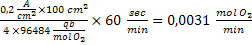 0,2 A/cm² ×100 cm² / 4×96484 qb/mol O₂ × 60 sec/min = 0,0031 mol O₂/min